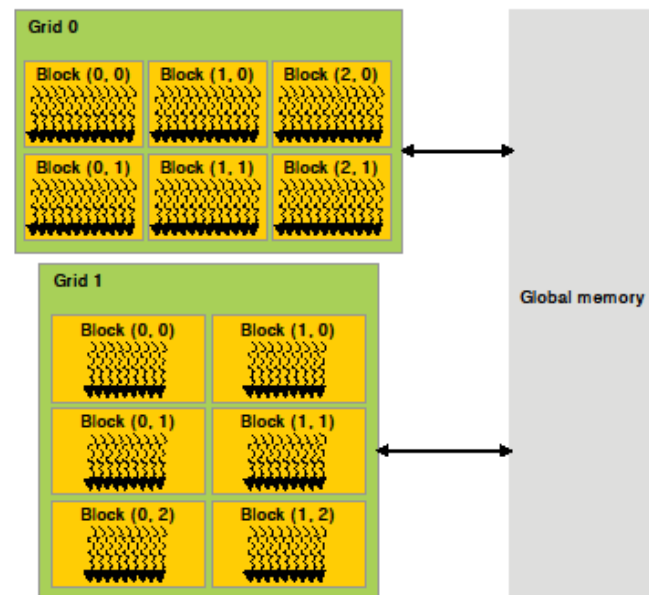 Grid 0
Block (0, 0) Block (1, 0) Block (2, 0)
Block (0, 1) Block (1, 1) Block (2, 1)
Grid 1
Global memory
Block (0, 0) Block (1, 0)
Block (0, 1) Block (1, 1)
Block (0, 2) Block (1, 2)